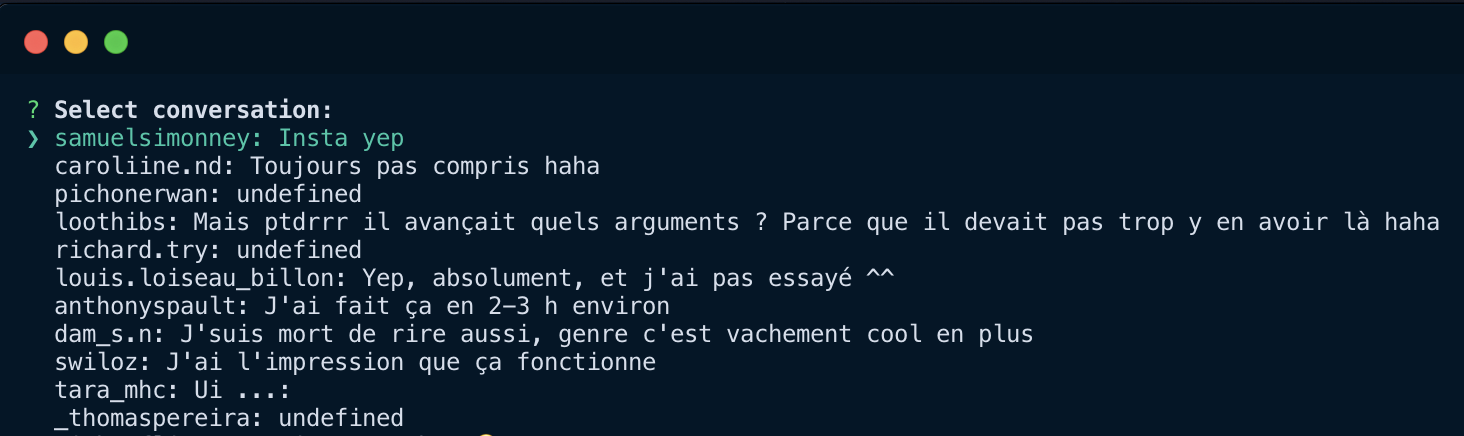 ? Select conversation:
❯ samuelsimonney: Insta yep
caroliine.nd: Toujours pas compris haha
pichonerwan: undefined
loothibs: Mais ptdrrr il avançait quels arguments ? Parce que il devait pas trop y en avoir là haha
richard.try: undefined
louis.loiseau_billon: Yep, absolument, et j'ai pas essayé ^^
anthonyspault: J'ai fait ça en 2-3 h environ
dam_s.n: J'suis mort de rire aussi, genre c'est vachement cool en plus
swiloz: J'ai l'impression que ça fonctionne
tara_mhc: Ui ...:
_thomaspereira: undefined